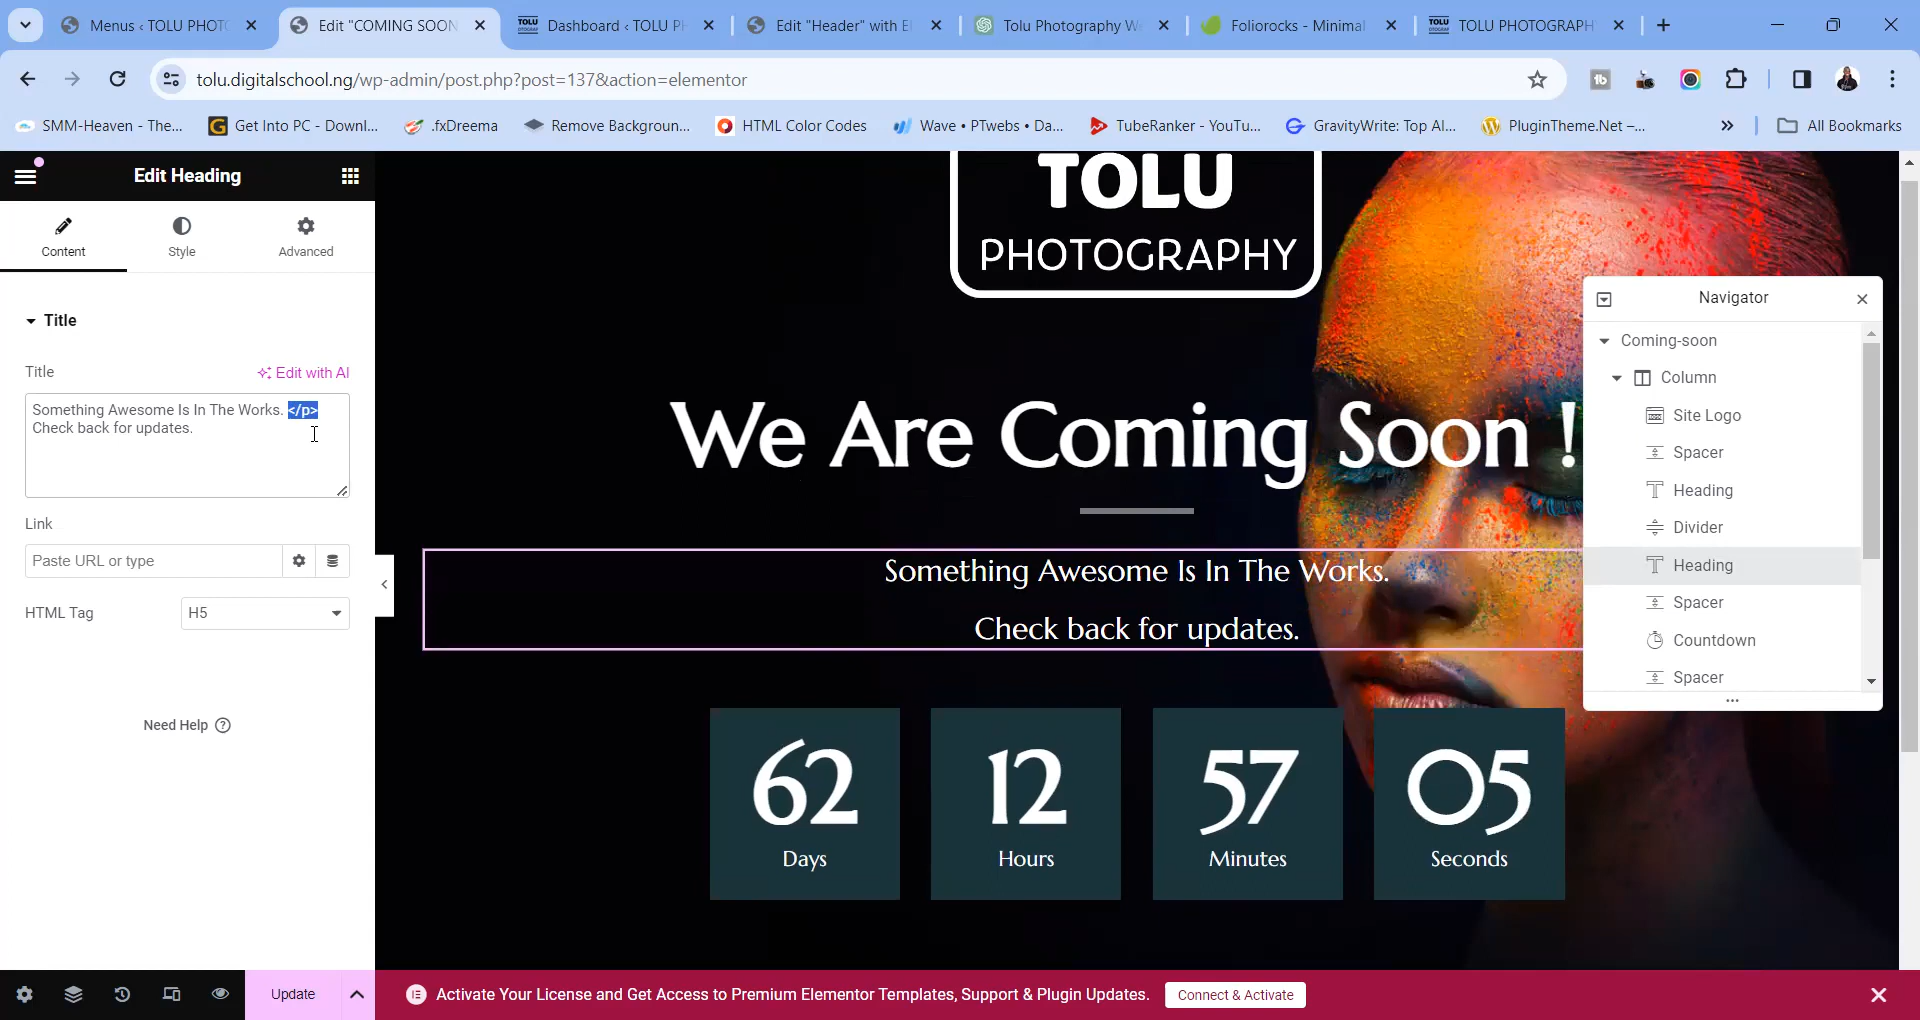 Menus ‹ TOLU PHOT
Edit "COMING SOON
Dashboard ‹ TOLU P
Edit "Header" with El
Tolu Photography We
Foliorocks - Minimal
TOLU PHOTOGRAPH
tolu.digitalschool.ng/wp-admin/post.php?post=137&action=elementor
SMM-Heaven - The...
Get Into PC - Downl...
.fxDreema
Remove Backgroun...
HTML Color Codes
Wave • PTwebs • Da...
TubeRanker - YouTu...
GravityWrite: Top AI...
PluginTheme.Net –...
All Bookmarks
Edit Heading
Content
Style
Advanced
Title
Title
Edit with AI
Something Awesome Is In The Works. </p>
Check back for updates.
Link
Paste URL or type
HTML Tag
H5
Need Help
Update
TOLU
PHOTOGRAPHY
We Are Coming Soon !
Something Awesome Is In The Works.
Check back for updates.
62
Days
12
Hours
57
Minutes
05
Seconds
Navigator
Coming-soon
Column
Site Logo
Spacer
Heading
Divider
Heading
Spacer
Countdown
Spacer
Activate Your License and Get Access to Premium Elementor Templates, Support & Plugin Updates.
Connect & Activate